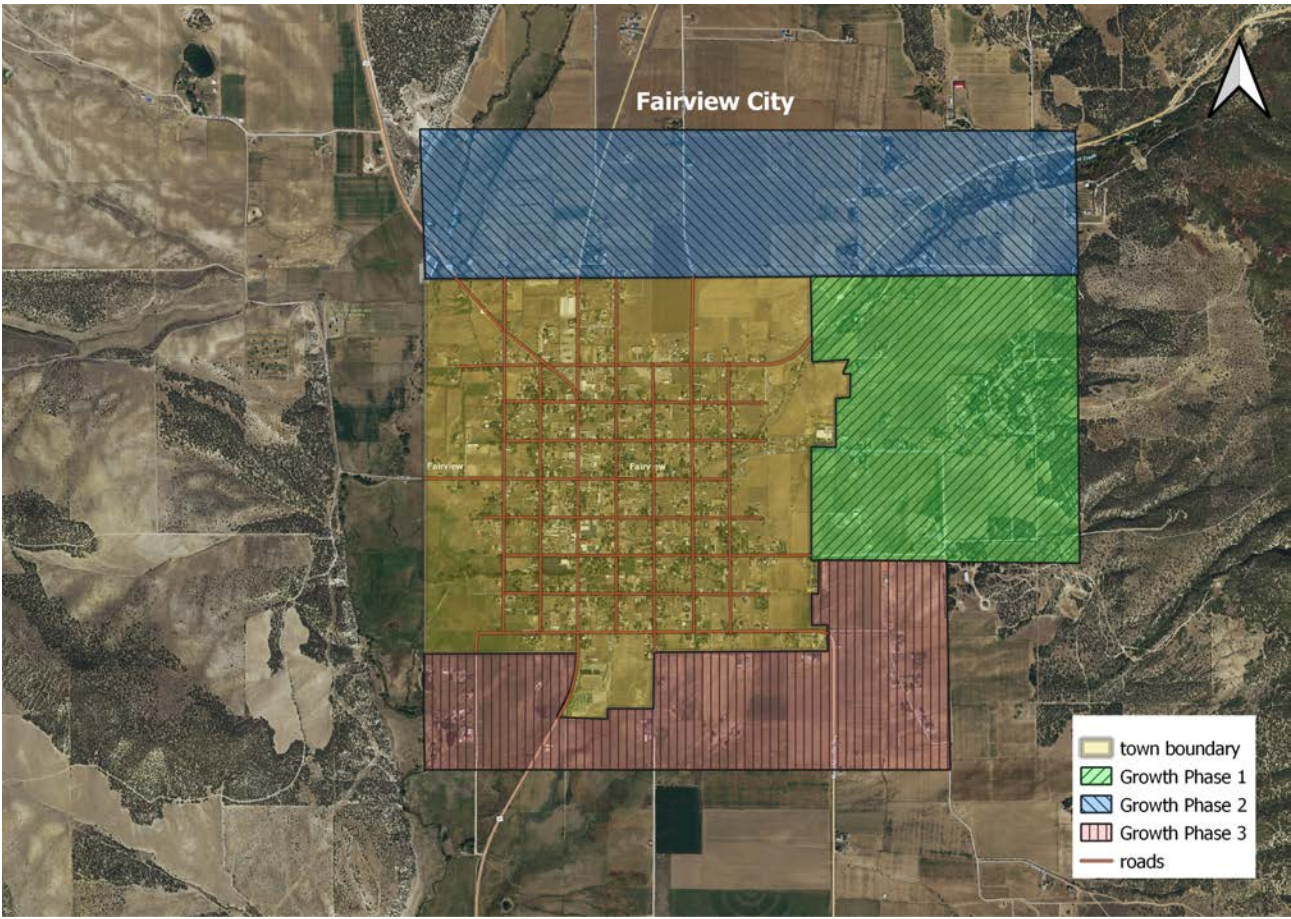 Fairview City
Fairview
Fairview
town boundary
Growth Phase 1
Growth Phase 2
Growth Phase 3
roads